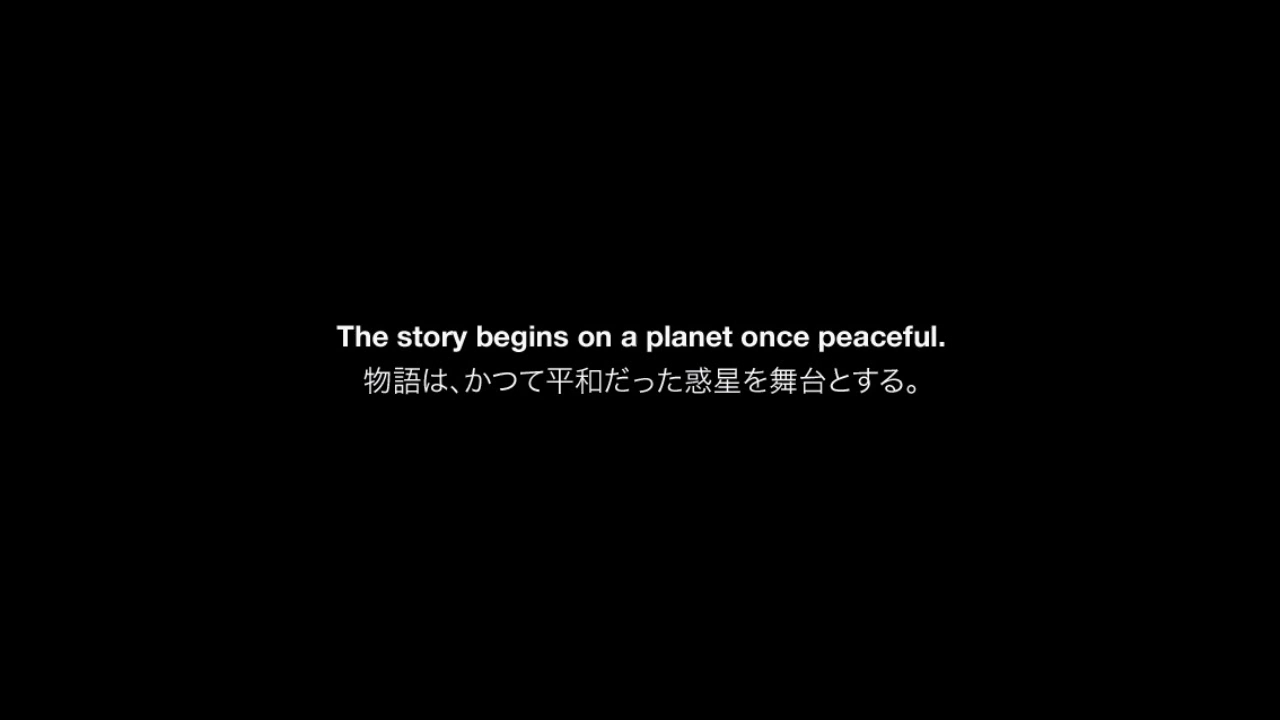 The story begins on a planet once peaceful.
物語は、かつて平和だった惑星を舞台とする。